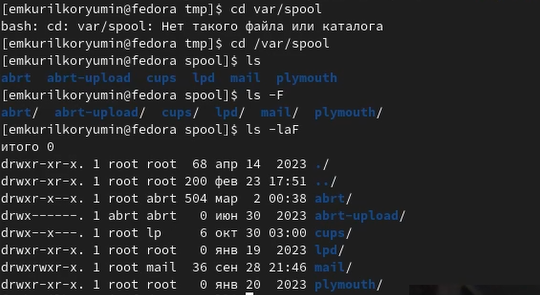 [emkurilkoryumin@fedora tmp]$ cd var/spool
bash: cd: var/spool: Нет такого файла или каталога
[emkurilkoryumin@fedora tmp]$ cd /var/spool
[emkurilkoryumin@fedora spool]$ ls
abrt abrt-upload cups lpd mail plymouth
[emkurilkoryumin@fedora spool]$ ls -F
abrt/ abrt-upload/ cups/ lpd/ mail/ plymouth/
[emkurilkoryumin@fedora spool]$ ls -laF
итого 0
drwxr-xr-x. 1 root root 68 апр 14 2023 ./
drwxr-xr-x. 1 root root 200 фев 23 17:51 ../
drwxr-x--x. 1 root abrt 504 мар 2 00:38 abrt/
drwx------. 1 abrt abrt 0 июн 30 2023 abrt-upload/
drwx--x---. 1 root lp 6 окт 30 03:00 cups/
drwxr-xr-x. 1 root root 0 янв 19 2023 lpd/
drwxrwxr-x. 1 root mail 36 сен 28 21:46 mail/
drwxr-xr-x. 1 root root 0 янв 20 2023 plymouth/